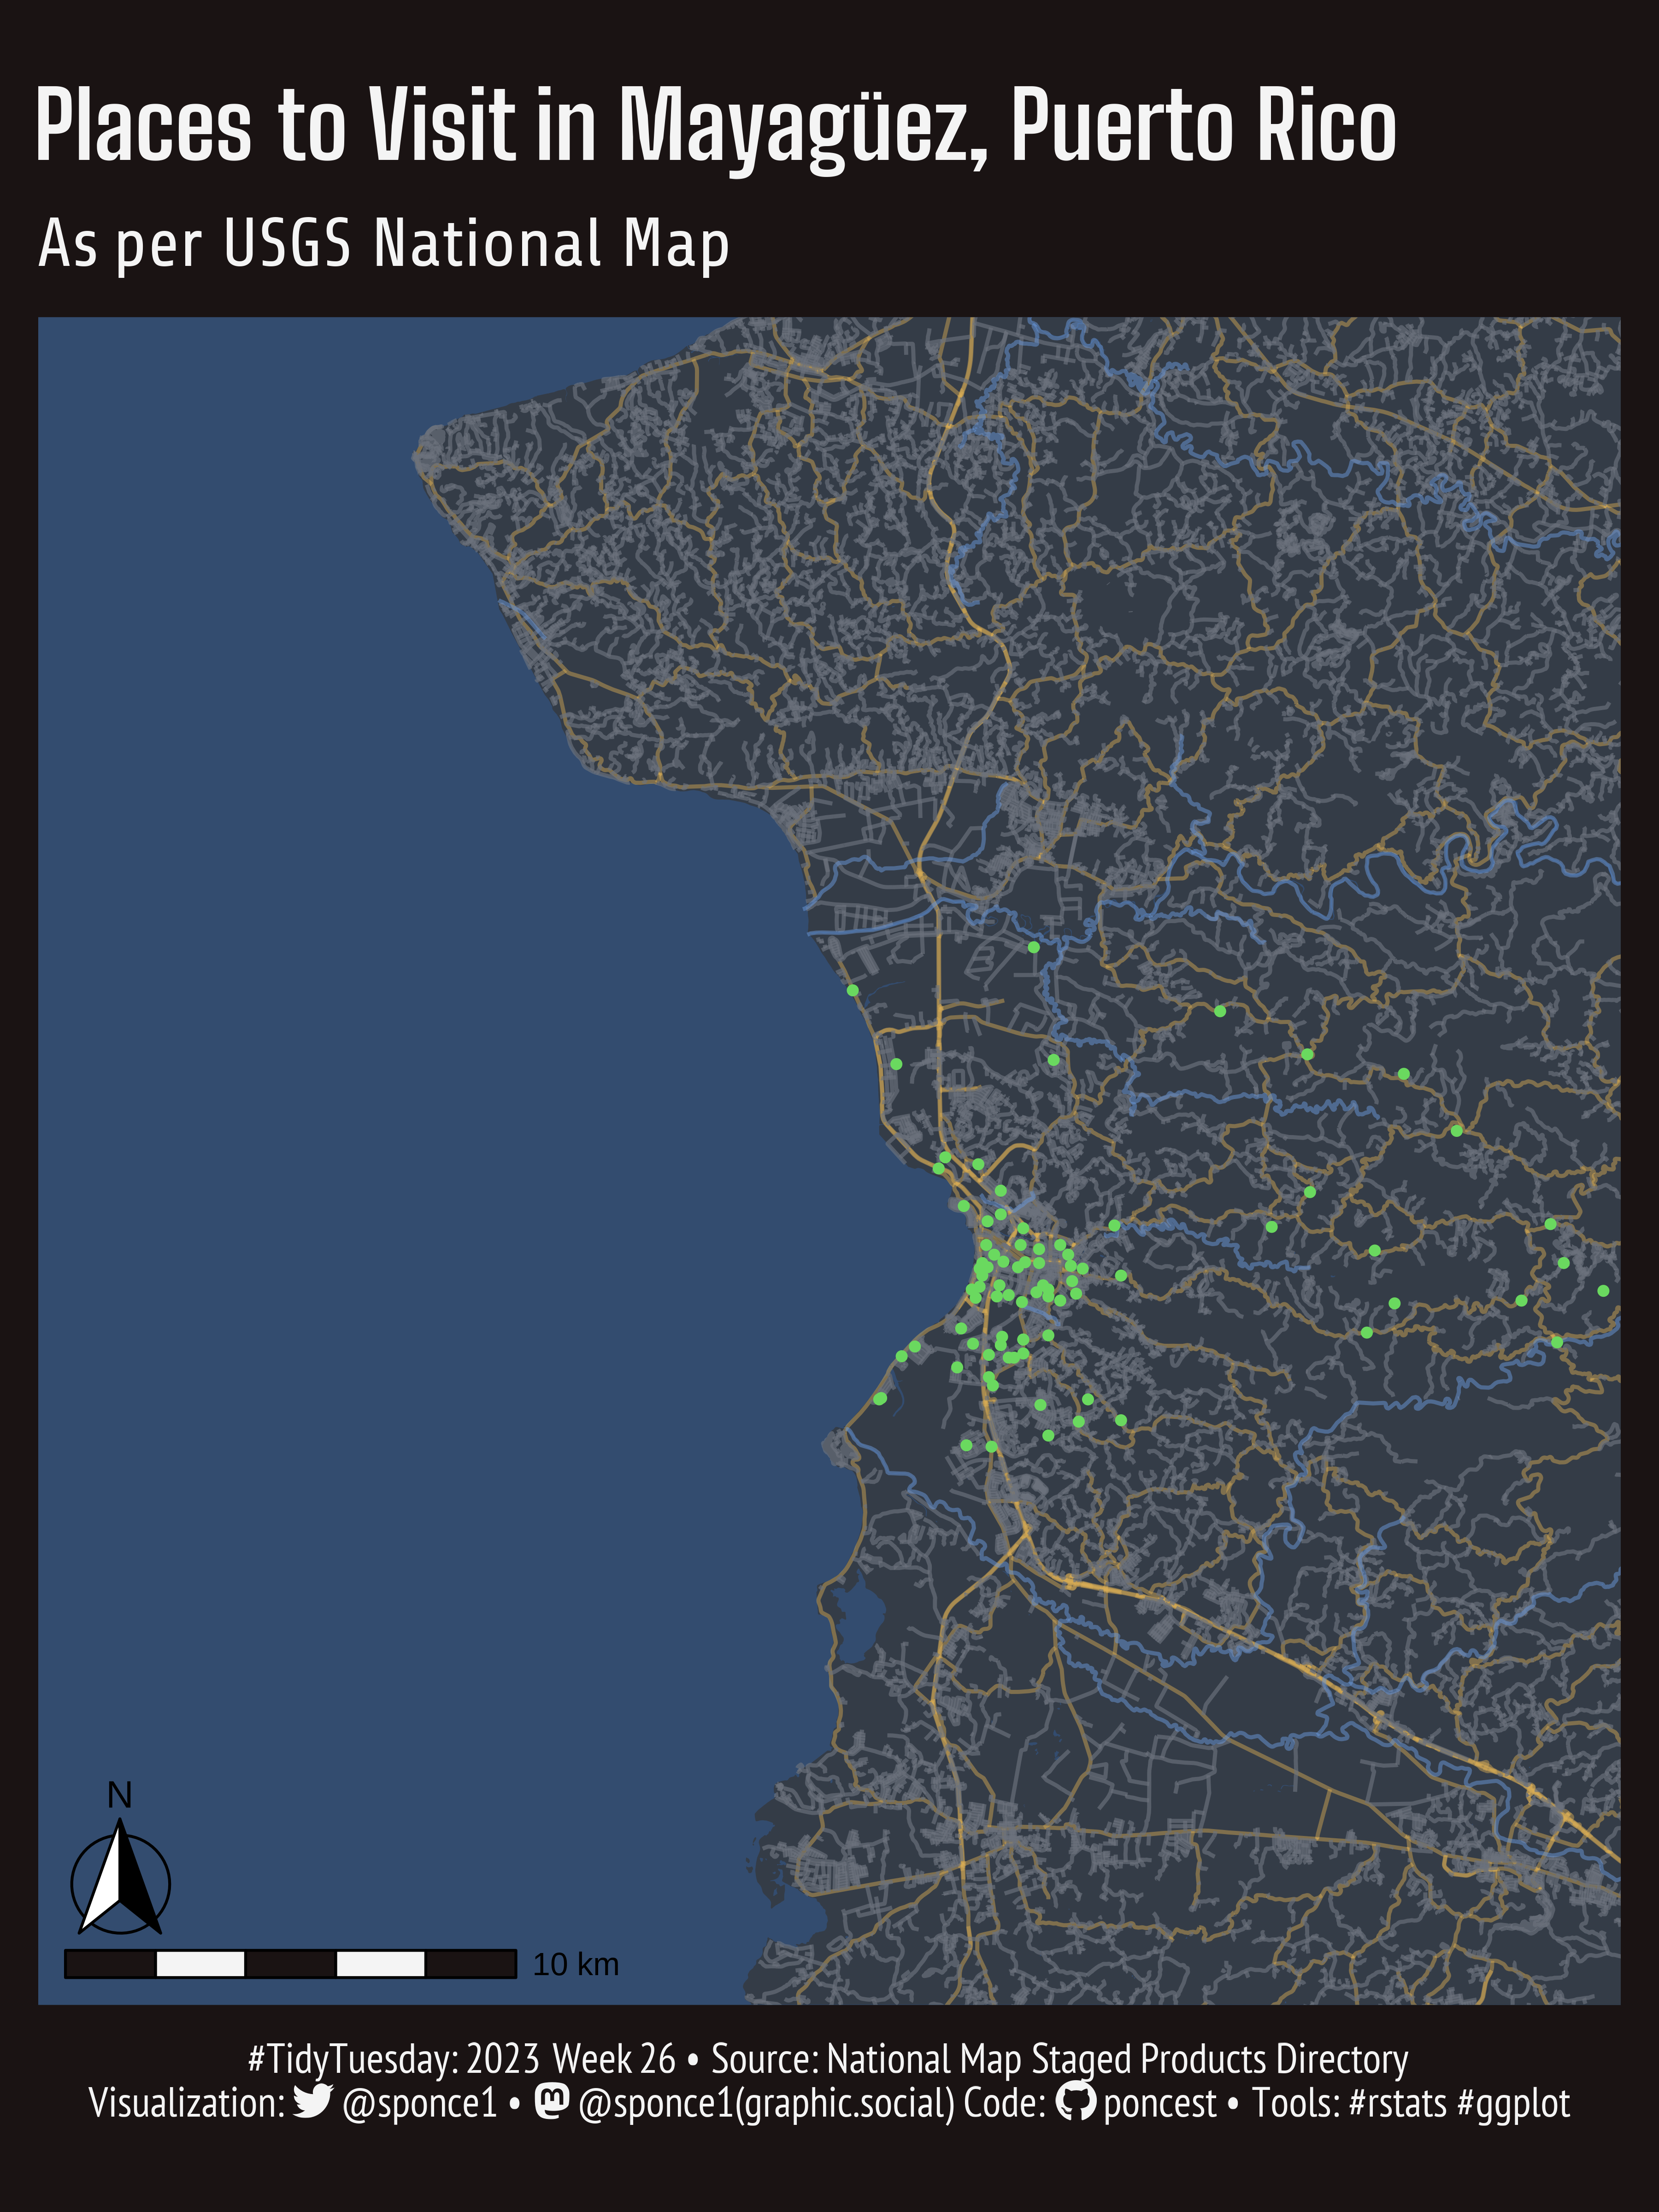 Places to Visit in Mayagüez, Puerto Rico
As per USGS National Map
N
10 km
#TidyTuesday: 2023 Week 26 • Source: National Map Staged Products Directory
Visualization: @sponce1 • @sponce1(graphic.social) Code: poncest • Tools: #rstats #ggplot